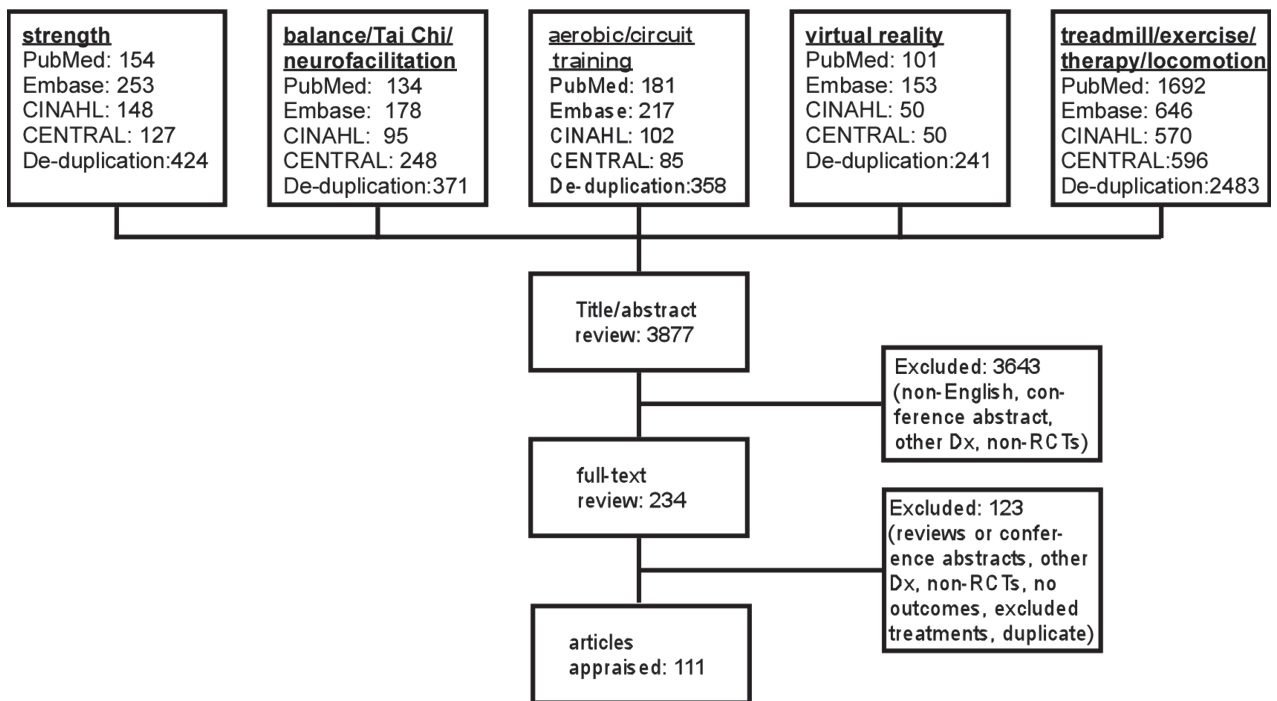 strength
PubMed: 154
Embase: 253
CINAHL: 148
CENTRAL: 127
De-duplication:424
balance/Tai Chi/
neurofacilitation
PubMed: 134
Embase: 178
CINAHL: 95
CENTRAL: 248
De-duplication:371
aerobic/circuit
training
PubMed: 181
Embase: 217
CINAHL: 102
CENTRAL: 85
De-duplication:358
virtual reality
PubMed: 101
Embase: 153
CINAHL: 50
CENTRAL: 50
De-duplication:241
treadmill/exercise/
therapy/locomotion
PubMed: 1692
Embase: 646
CINAHL: 570
CENTRAL:596
De-duplication: 2483
Title/abstract
review: 3877
Excluded: 3643
(non-English, con-
ference abstract,
other Dx, non-RCTs)
full-text
review: 234
Excluded: 123
(reviews or confer-
ence abstracts, other
Dx, non-RCTs, no
outcomes, excluded
treatments, duplicate)
articles
appraised: 111